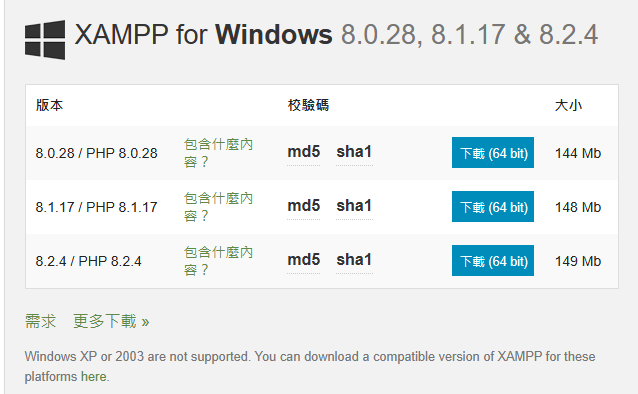 XAMPP for Windows 8.0.28, 8.1.17 & 8.2.4
版本 校驗碼 大小
8.0.28 / PHP 8.0.28 包含什麼內容？ md5 sha1 下載 (64 bit) 144 Mb
8.1.17 / PHP 8.1.17 包含什麼內容？ md5 sha1 下載 (64 bit) 148 Mb
8.2.4 / PHP 8.2.4 包含什麼內容？ md5 sha1 下載 (64 bit) 149 Mb
需求 更多下載 »
Windows XP or 2003 are not supported. You can download a compatible version of XAMPP for these
platforms here.